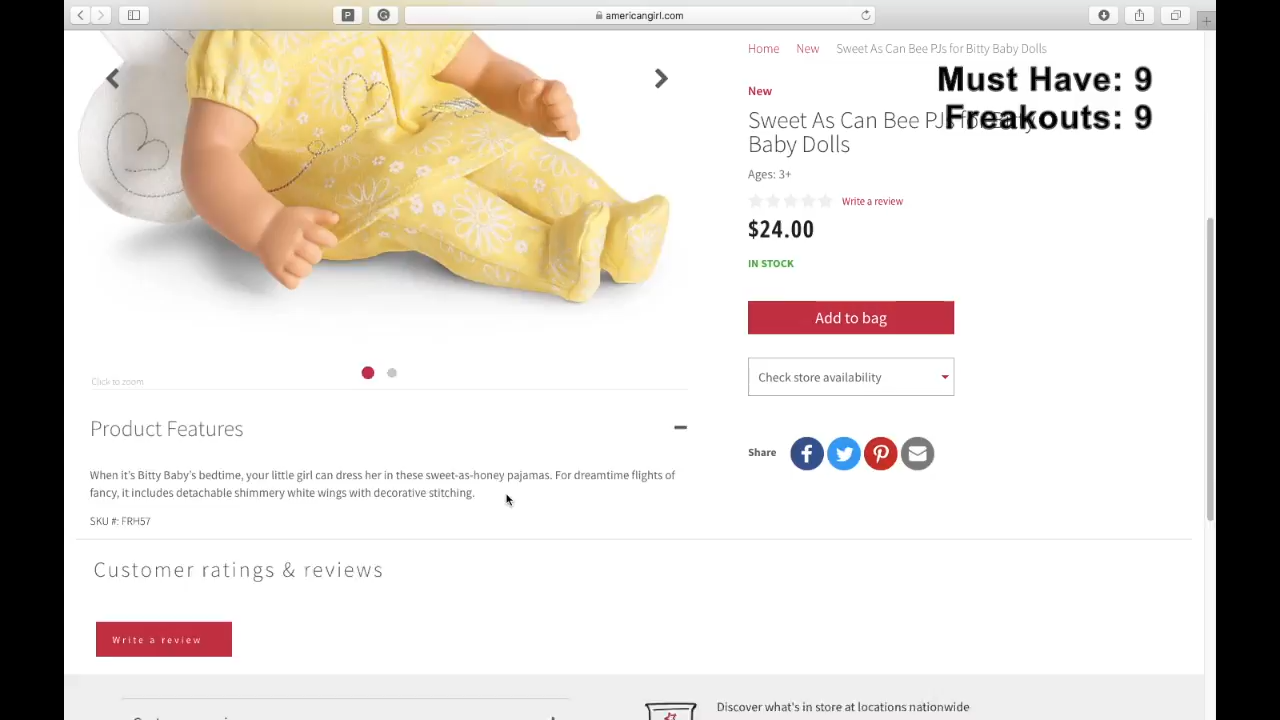 americangirl.com
Home New Sweet As Can Bee PJs for Bitty Baby Dolls
Must Have: 9
Freakouts: 9
New
Sweet As Can Bee PJs for Bitty
Baby Dolls
Ages: 3+
Write a review
$24.00
IN STOCK
Add to bag
Check store availability
Share
Click to zoom
Product Features
When it's Bitty Baby's bedtime, your little girl can dress her in these sweet-as-honey pajamas. For dreamtime flights of
fancy, it includes detachable shimmery white wings with decorative stitching.
SKU #: FRH57
Customer ratings & reviews
Write a review
Discover what's in store at locations nationwide